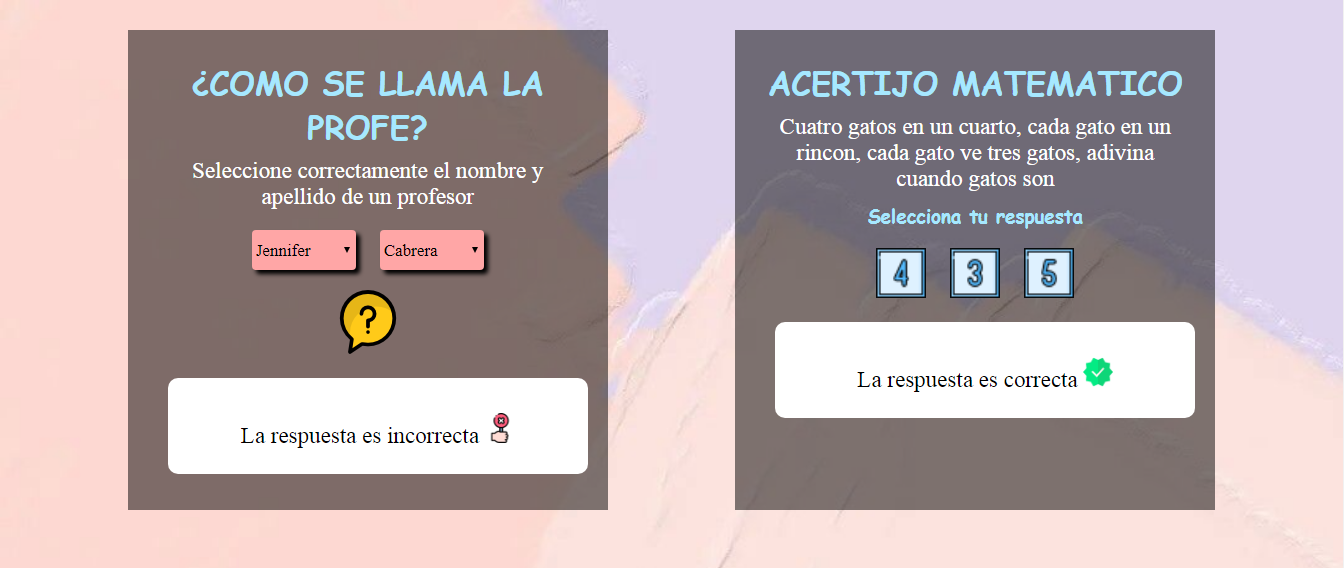 ¿COMO SE LLAMA LA
PROFE?
Seleccione correctamente el nombre y
apellido de un profesor
Jennifer
Cabrera
?
La respuesta es incorrecta
ACERTIJO MATEMATICO
Cuatro gatos en un cuarto, cada gato en un
rincon, cada gato ve tres gatos, adivina
cuando gatos son
Selecciona tu respuesta
4 3 5
La respuesta es correcta